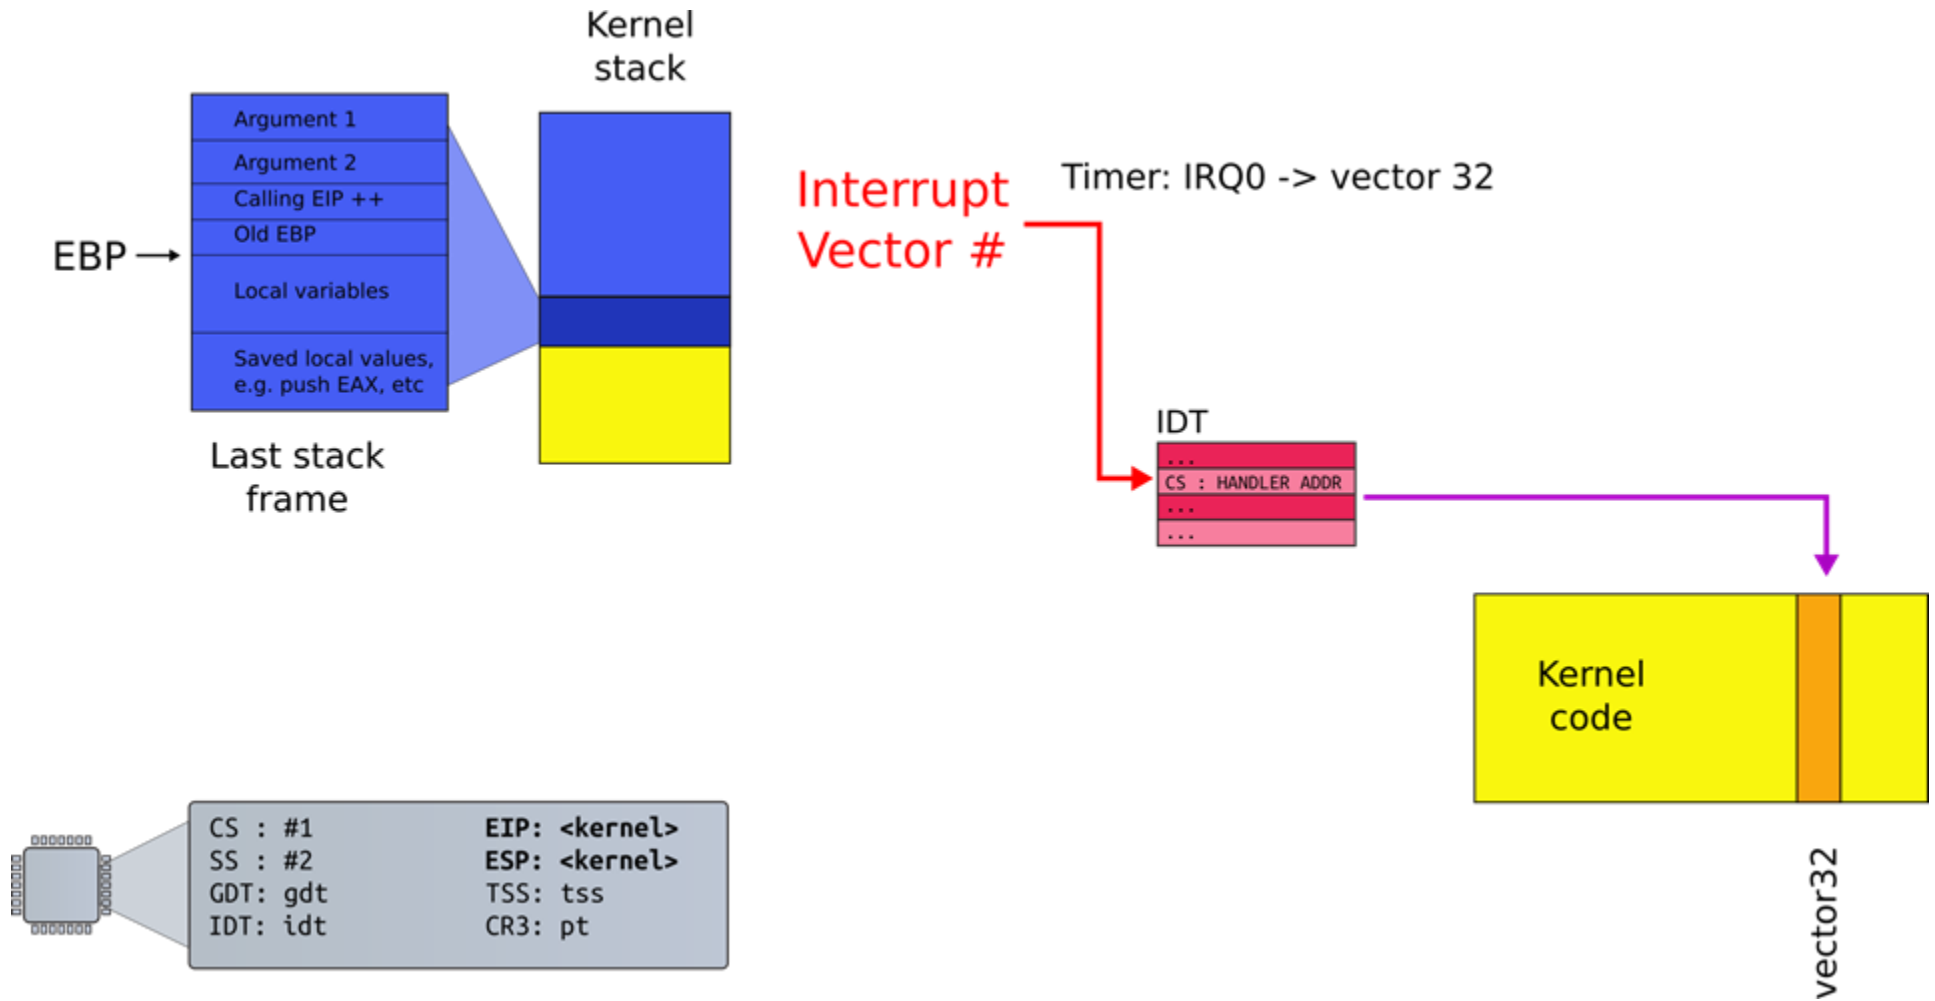 Kernel
stack
Argument 1
Argument 2
Calling EIP ++
Old EBP
EBP
Local variables
Saved local values,
e.g. push EAX, etc
Last stack
frame
Interrupt
Vector #
Timer: IRQ0 -> vector 32
IDT
...
CS : HANDLER ADDR
...
...
Kernel
code
vector32
CS : #1 EIP: <kernel>
SS : #2 ESP: <kernel>
GDT: gdt TSS: tss
IDT: idt CR3: pt